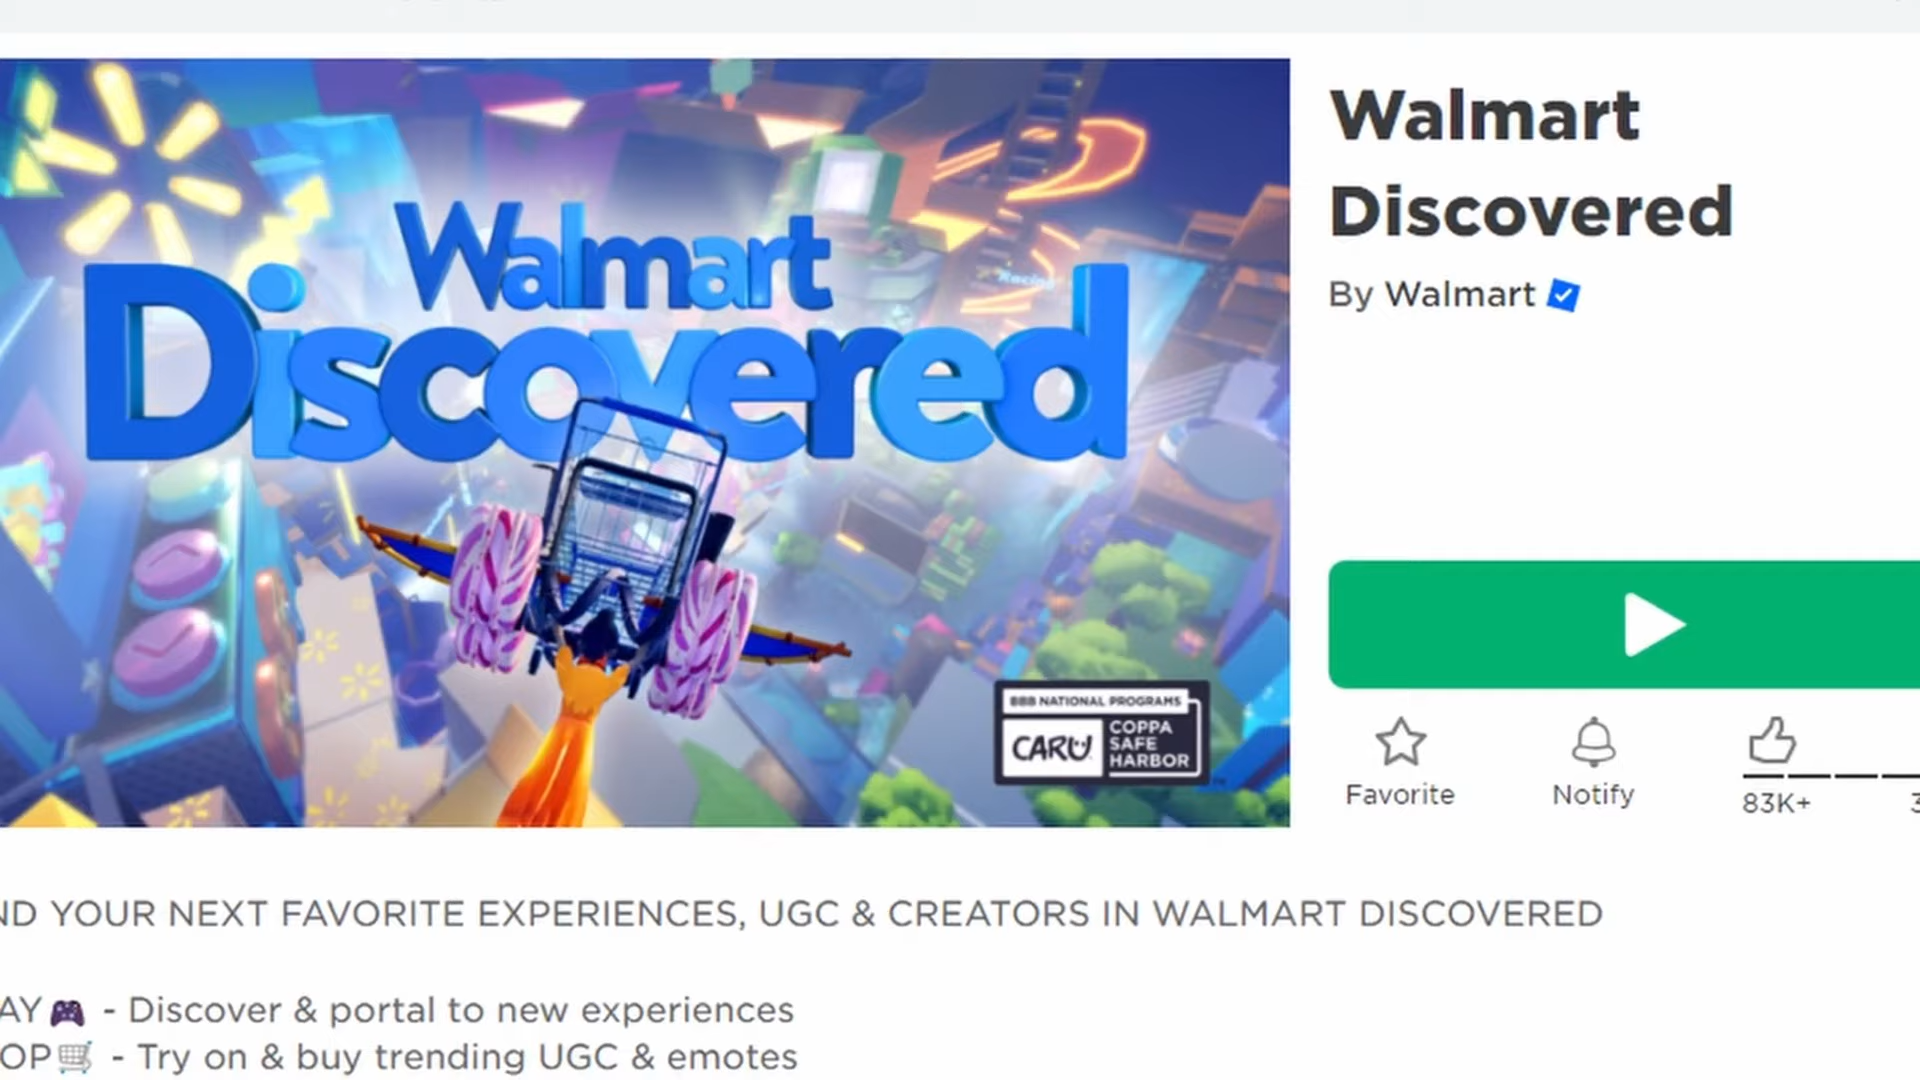 Walmart
Discovered
Racing
BBB NATIONAL PROGRAMS
CARU
COPPA
SAFE
HARBOR
Walmart
Discovered
By Walmart
Favorite
Notify
83K+
3
ND YOUR NEXT FAVORITE EXPERIENCES, UGC & CREATORS IN WALMART DISCOVERED
AY🎮 - Discover & portal to new experiences
OP🛒 - Try on & buy trending UGC & emotes